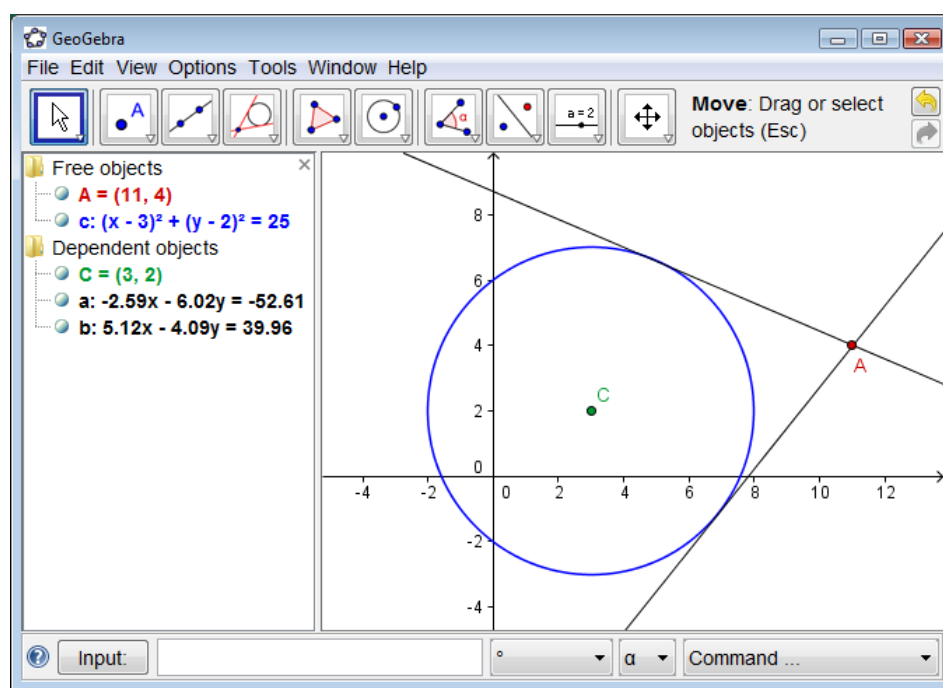 GeoGebra
File Edit View Options Tools Window Help
A
α
a = 2
Move: Drag or select
objects (Esc)
Free objects
A = (11, 4)
c: (x - 3)² + (y - 2)² = 25
Dependent objects
C = (3, 2)
a: -2.59x - 6.02y = -52.61
b: 5.12x - 4.09y = 39.96
8
6
4
2
0
-2
-4
-4 -2 0 2 4 6 8 10 12
C
A
Input:
°
α
Command ...